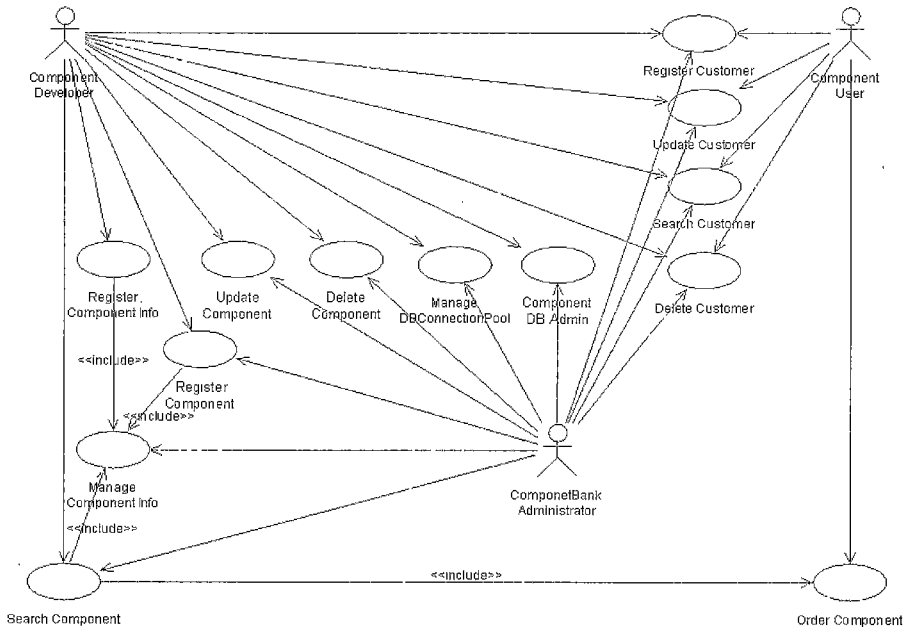 Component
Developer
Register Customer
Component
User
Update Customer
Search Customer
Delete Customer
Register
Component Info
Update
Component
Delete
Component
Manage
DBConnectionPool
Component
DB Admin
<<include>>
Register
Component
<<include>>
Manage
Component Info
ComponetBank
Administrator
<<include>>
<<include>>
Search Component
Order Component